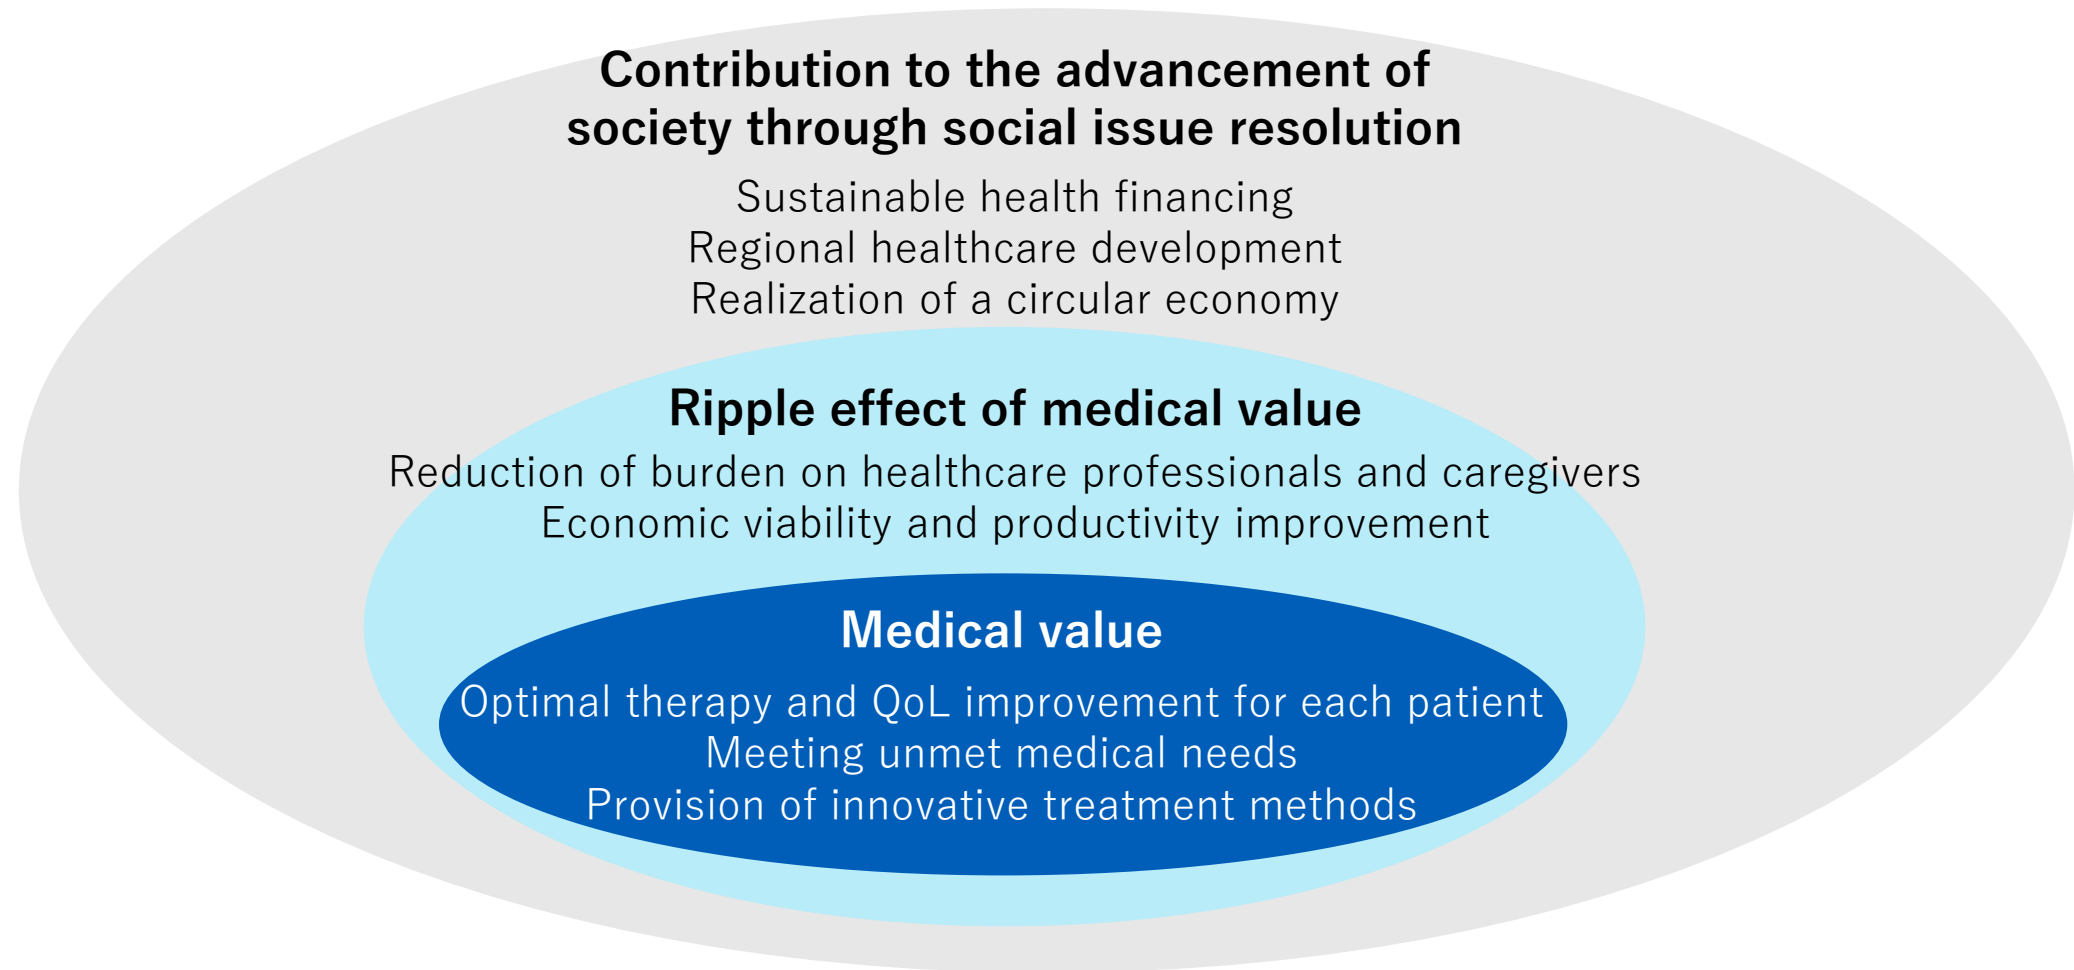 Contribution to the advancement of
society through social issue resolution
Sustainable health financing
Regional healthcare development
Realization of a circular economy
Ripple effect of medical value
Reduction of burden on healthcare professionals and caregivers
Economic viability and productivity improvement
Medical value
Optimal therapy and QoL improvement for each patient
Meeting unmet medical needs
Provision of innovative treatment methods